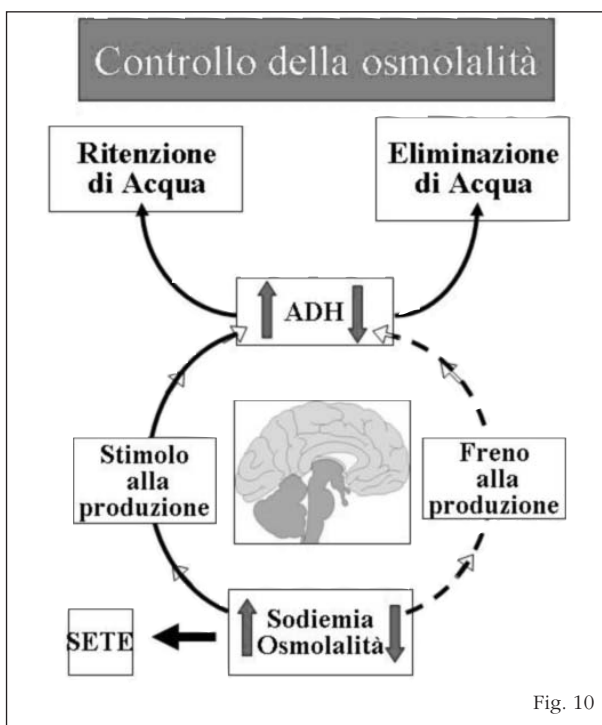 Controllo della osmolalità
Ritenzione
di Acqua
Eliminazione
di Acqua
ADH
Stimolo
alla
produzione
Freno
alla
produzione
SETE
Sodiemia
Osmolalità
Fig. 10